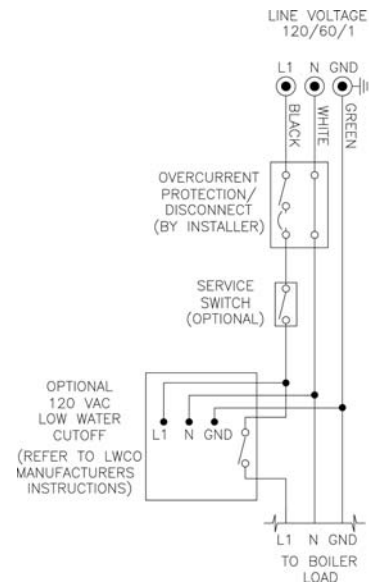 LINE VOLTAGE
120/60/1
L1 N GND
BLACK
WHITE
GREEN
OVERCURRENT
PROTECTION/
DISCONNECT
(BY INSTALLER)
SERVICE
SWITCH
(OPTIONAL)
OPTIONAL
120 VAC
LOW WATER
CUTOFF
(REFER TO LWCO
MANUFACTURERS
INSTRUCTIONS)
L1 N GND
L1 N GND
TO BOILER
LOAD